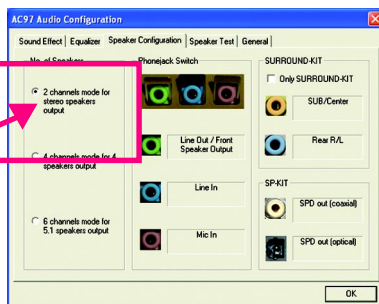 AC97 Audio Configuration
Sound Effect
Equalizer
Speaker Configuration
Speaker Test
General
No. of Speakers
2 channels mode for
stereo speakers
output
4 channels mode for 4
speakers output
6 channels mode for
5.1 speakers output
Phonejack Switch
Line Out / Front
Speaker Output
Line In
Mic In
SURROUND-KIT
Only SURROUND-KIT
SUB/Center
Rear R/L
SP-KIT
SPD out (coaxial)
SPD out (optical)
OK